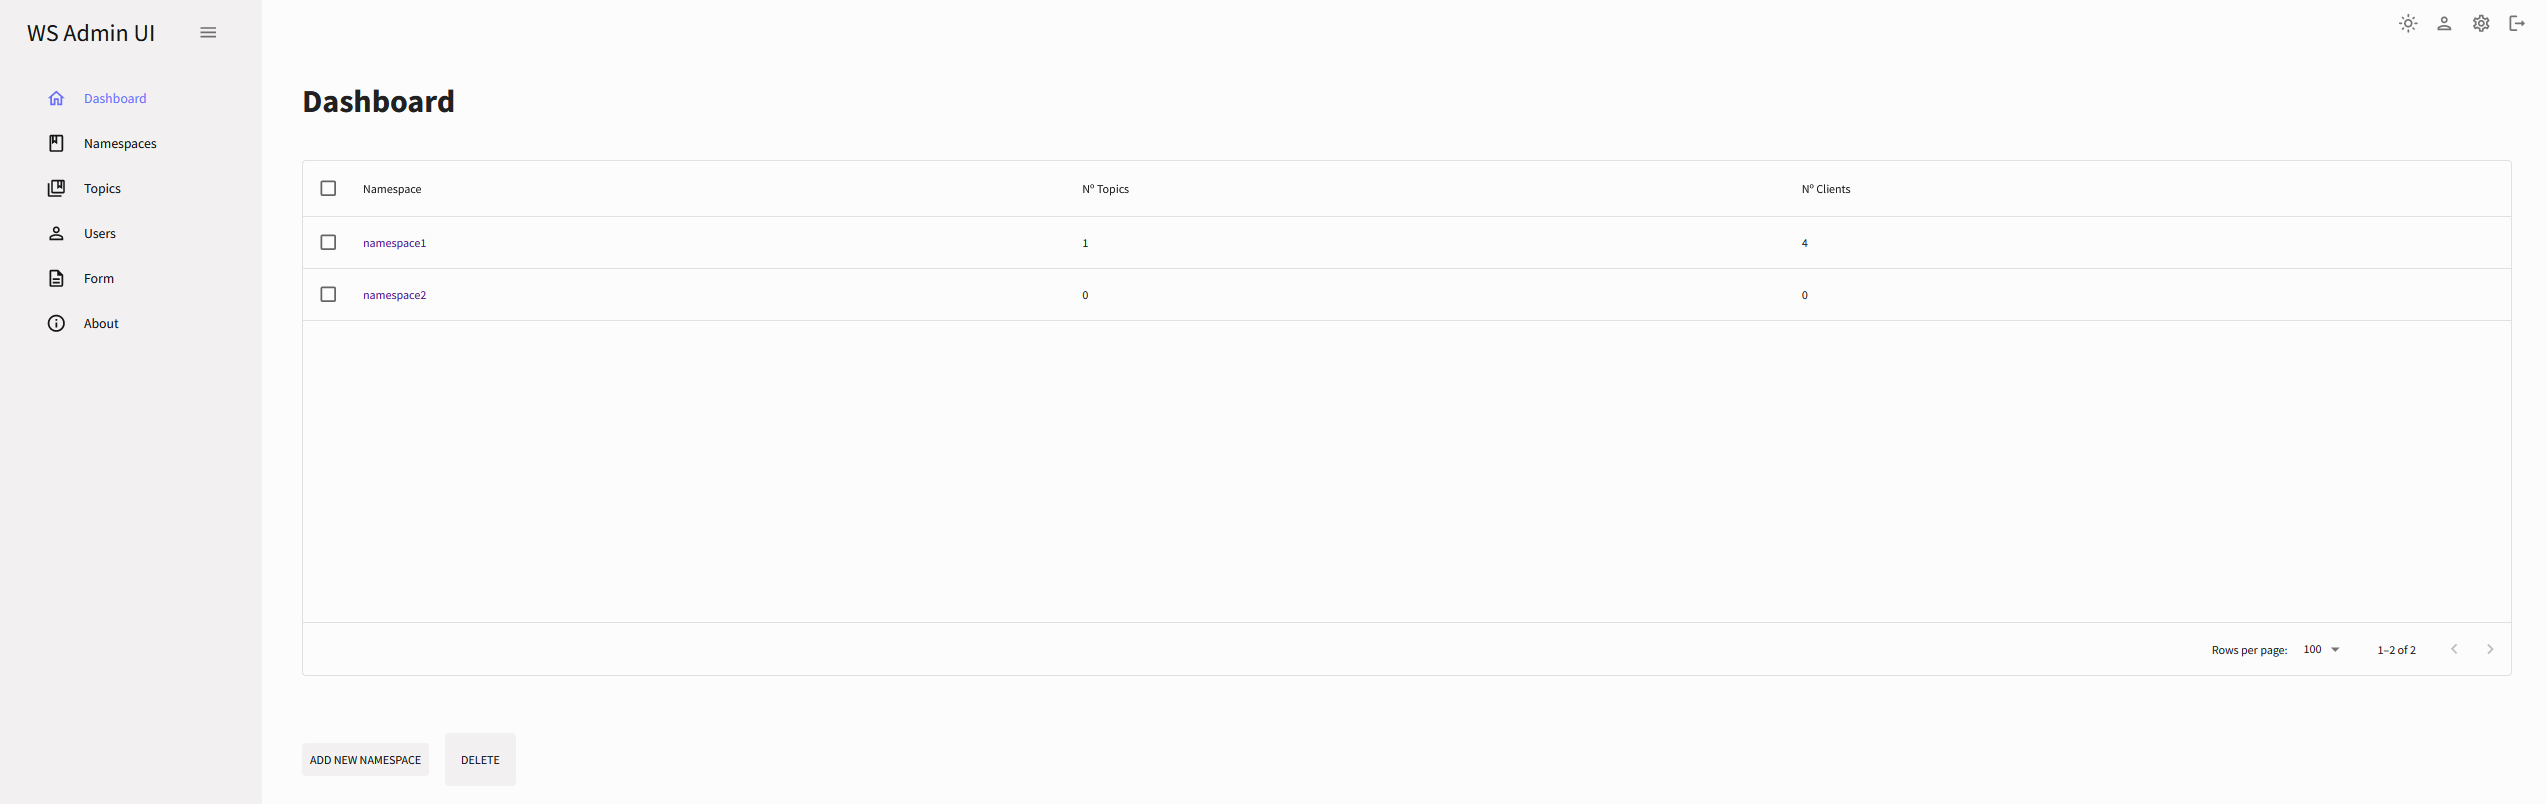 WS Admin UI
Dashboard
Namespaces
Topics
Users
Form
About
Dashboard
Namespace Nº Topics Nº Clients
namespace1 1 4
namespace2 0 0
Rows per page: 100 1–2 of 2
ADD NEW NAMESPACE DELETE